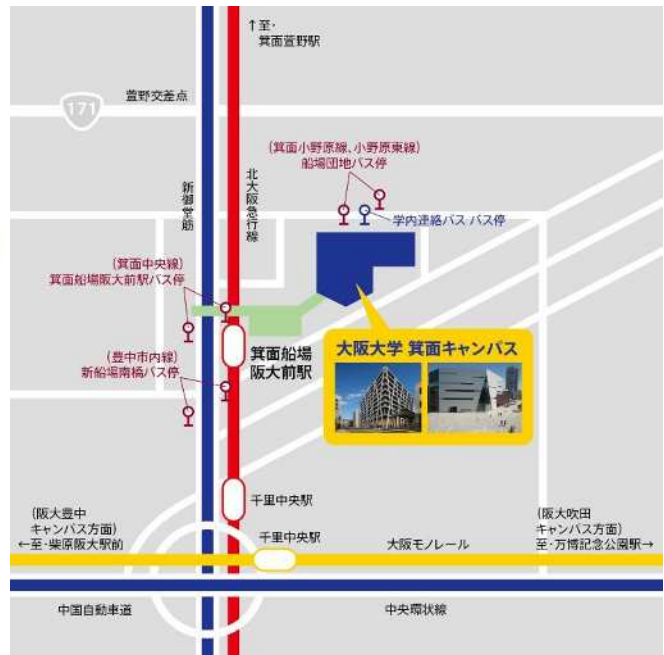 ↑至・
箕面萱野駅
171
萱野交差点
(箕面小野原線、小野原東線)
船場団地バス停
新御堂筋
北大阪急行線
学内連絡バス バス停
(箕面中央線)
箕面船場阪大前駅バス停
大阪大学 箕面キャンパス
箕面船場
阪大前駅
(豊中市内線)
新船場南橋バス停
千里中央駅
(阪大豊中
キャンパス方面)
←至・柴原阪大駅前
千里中央駅
大阪モノレール
(阪大吹田
キャンパス方面)
至・万博記念公園駅→
中国自動車道
中央環状線